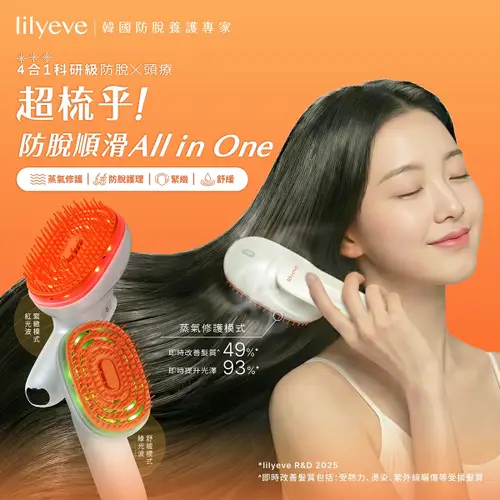 lilyeve | 韓國防脫養護專家
4合1科研級防脫╳頭療
超梳乎!
防脫順滑All in One
蒸氣修護 | 防脫護理 | 緊緻 | 舒緩
lilyeve
蒸氣修護模式
即時改善髮質^ 49%*
即時提升光澤 93%*
緊緻模式
紅光波
舒緩模式
綠光波
*lilyeve R&D 2025
^即時改善髮質包括:受熱力、燙染、紫外線曬傷等受損髮質